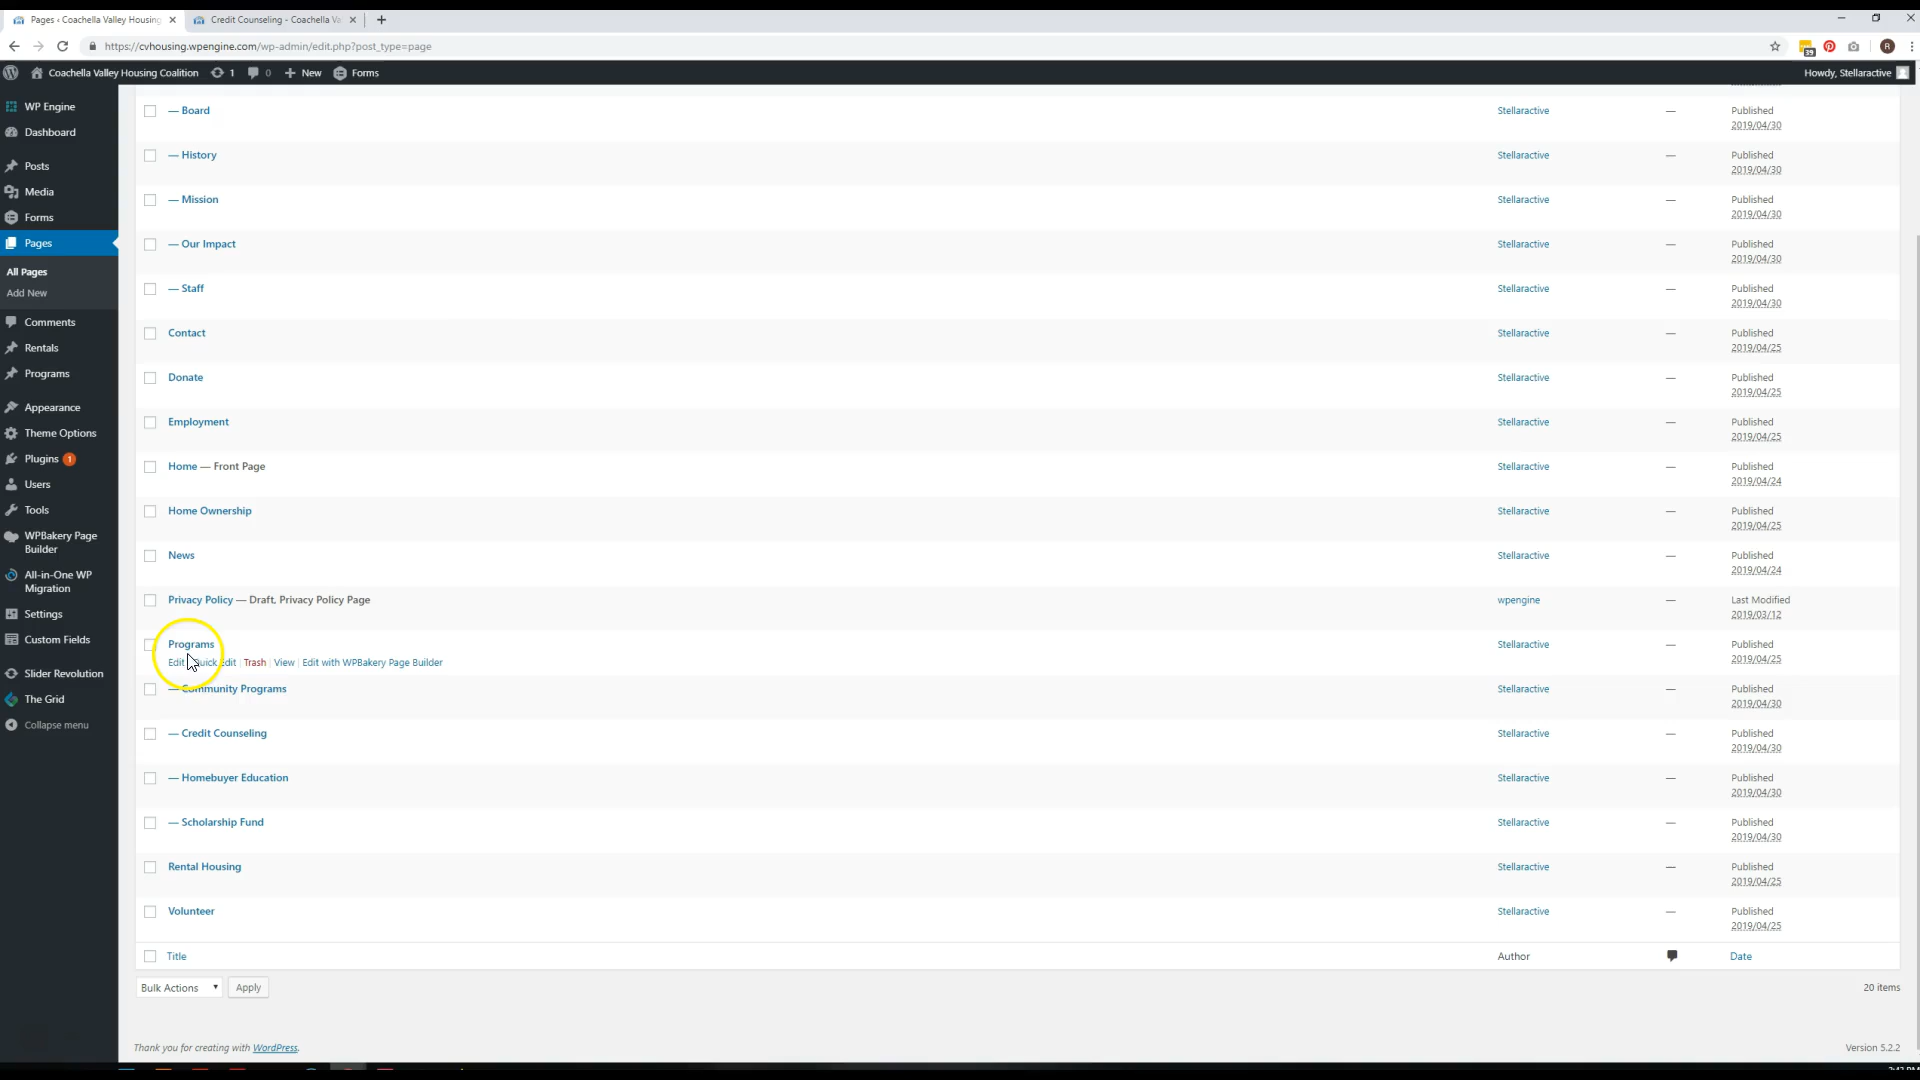 Pages ‹ Coachella Valley Housing
Credit Counseling - Coachella Va
https://cvhousing.wpengine.com/wp-admin/edit.php?post_type=page
39
R
Coachella Valley Housing Coalition 1 0 New Forms
Howdy, Stellaractive
WP Engine
Dashboard
Posts
Media
Forms
Pages
All Pages
Add New
Comments
Rentals
Programs
Appearance
Theme Options
Plugins 1
Users
Tools
WPBakery Page
Builder
All-in-One WP
Migration
Settings
Custom Fields
Slider Revolution
The Grid
Collapse menu
— Board Stellaractive — Published
2019/04/30
— History Stellaractive — Published
2019/04/30
— Mission Stellaractive — Published
2019/04/30
— Our Impact Stellaractive — Published
2019/04/30
— Staff Stellaractive — Published
2019/04/30
Contact Stellaractive — Published
2019/04/25
Donate Stellaractive — Published
2019/04/25
Employment Stellaractive — Published
2019/04/25
Home — Front Page Stellaractive — Published
2019/04/24
Home Ownership Stellaractive — Published
2019/04/25
News Stellaractive — Published
2019/04/24
Privacy Policy — Draft, Privacy Policy Page wpengine — Last Modified
2019/03/12
Programs Stellaractive — Published
Edit | Quick Edit | Trash | View | Edit with WPBakery Page Builder 2019/04/25
— Community Programs Stellaractive — Published
2019/04/30
— Credit Counseling Stellaractive — Published
2019/04/30
— Homebuyer Education Stellaractive — Published
2019/04/30
— Scholarship Fund Stellaractive — Published
2019/04/30
Rental Housing Stellaractive — Published
2019/04/25
Volunteer Stellaractive — Published
2019/04/25
Title Author Date
Bulk Actions Apply 20 items
Thank you for creating with WordPress. Version 5.2.2